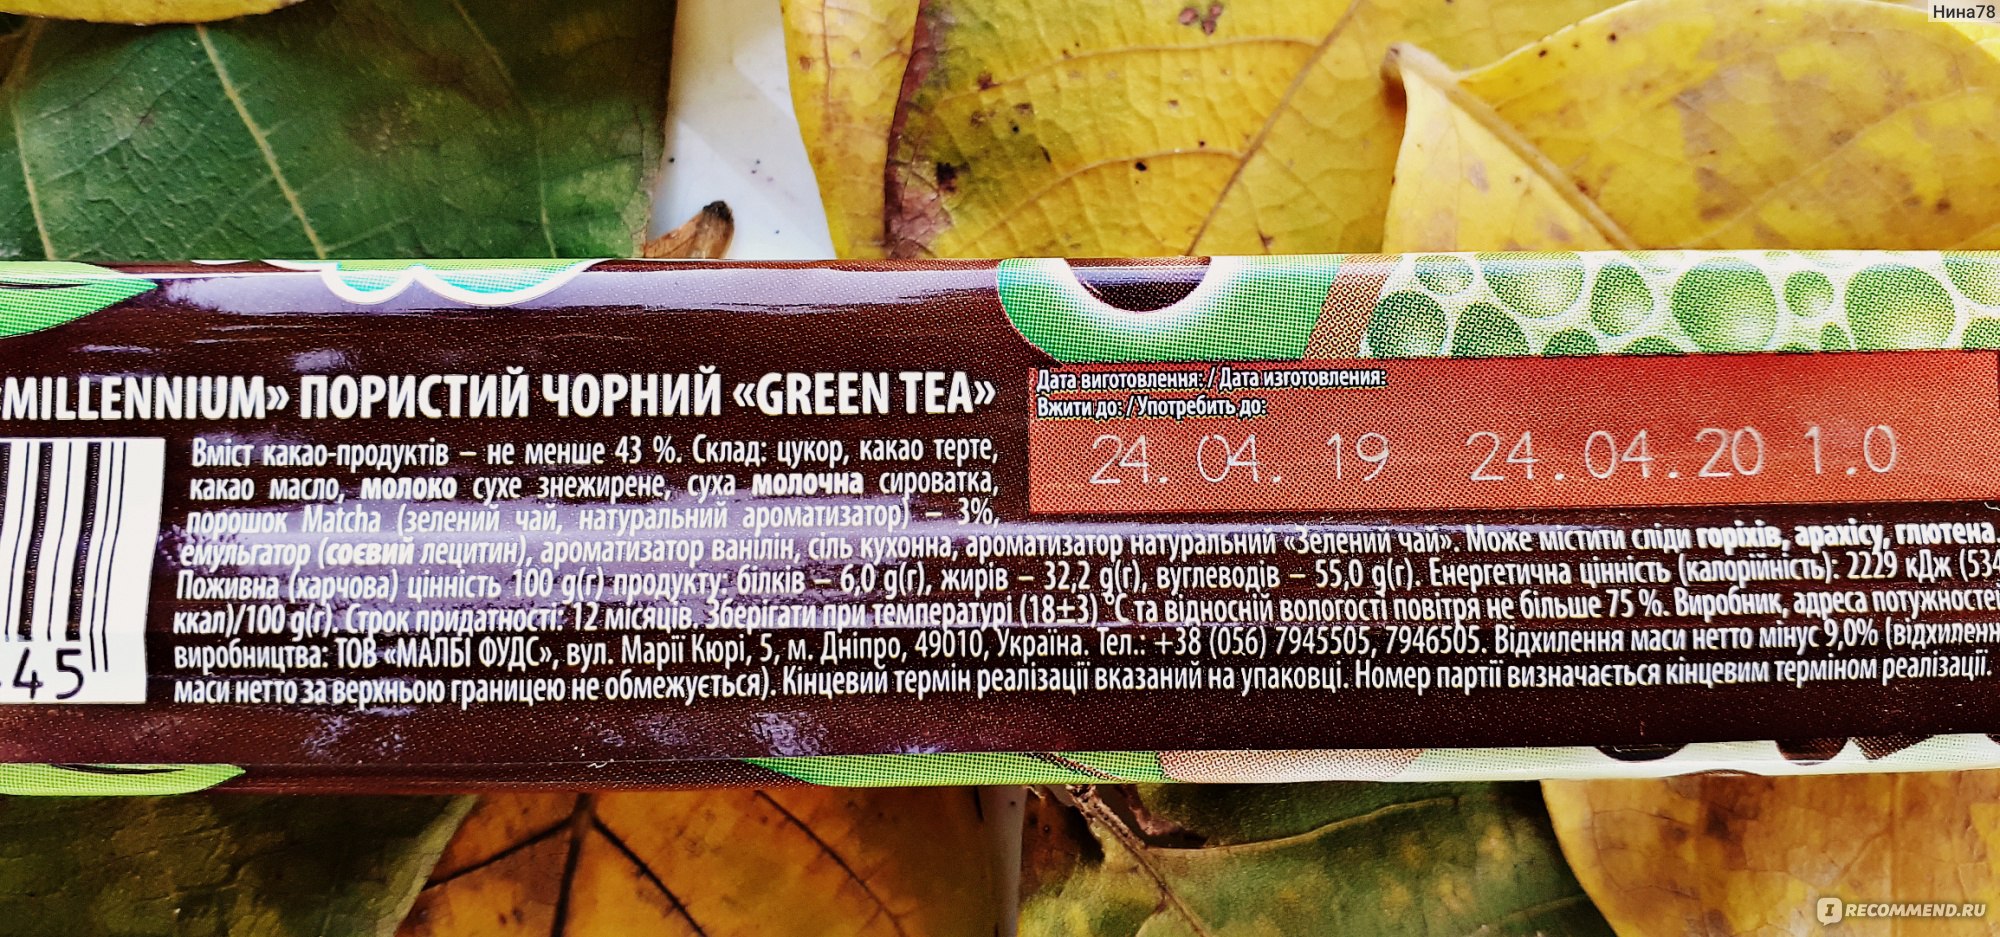 Нина78
«MILLENNIUM» ПОРИСТИЙ ЧОРНИЙ «GREEN TEA»
Дата виготовлення: / Дата изготовления:
Вжити до: / Употребить до:
24. 04. 19 24.04.20 1.0
Вміст какао-продуктів – не менше 43 %. Склад: цукор, какао терте,
какао масло, молоко сухе знежирене, суха молочна сироватка,
порошок Matcha (зелений чай, натуральний ароматизатор) – 3%,
емульгатор (соєвий лецитин), ароматизатор ванілін, сіль кухонна, ароматизатор натуральний «Зелений чай». Може містити сліди горіхів, арахісу, глютена.
Поживна (харчова) цінність 100 g(г) продукту: білків – 6,0 g(г), жирів – 32,2 g(г), вуглеводів – 55,0 g(г). Енергетична цінність (калорійність): 2229 кДж (534
ккал)/100 g(г). Строк придатності: 12 місяців. Зберігати при температурі (18±3) °С та відносній вологості повітря не більше 75 %. Виробник, адреса потужностей
виробництва: ТОВ «МАЛБІ ФУДС», вул. Марії Кюрі, 5, м. Дніпро, 49010, Україна. Тел.: +38 (056) 7945505, 7946505. Відхилення маси нетто мінус 9,0% (відхиленн
маси нетто за верхньою границею не обмежується). Кінцевий термін реалізації вказаний на упаковці. Номер партії визначається кінцевим терміном реалізації.
45
RECOMMEND.RU